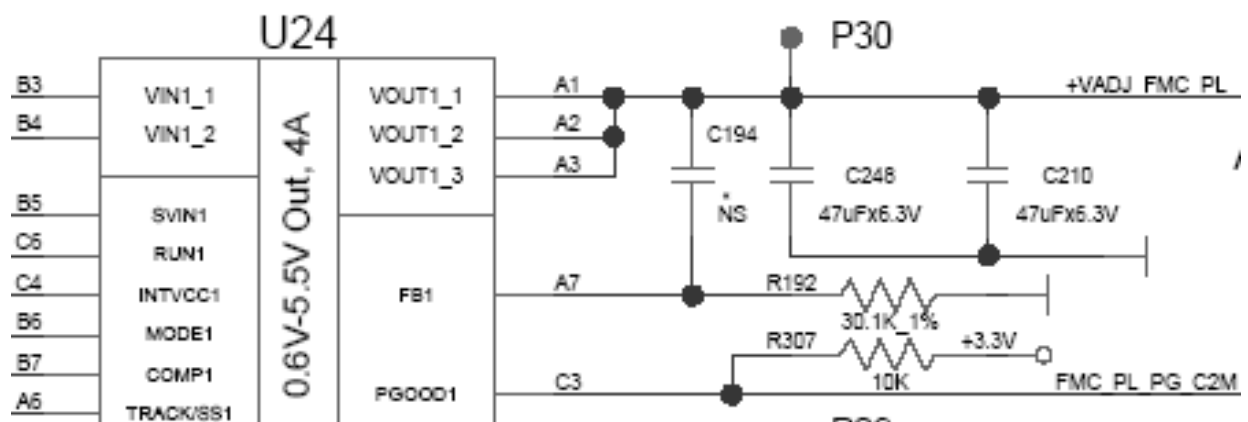 U24
P30
B3 VIN1_1 VOUT1_1 A1 +VADJ_FMC_PL
B4 VIN1_2 VOUT1_2 A2 C194
VOUT1_3 A3 C248 C210
B5 SVIN1 NS 47uFx6.3V 47uFx6.3V
C5 RUN1
0.6V-5.5V Out, 4A
C4 INTVCC1 FB1 A7 R192
30.1K_1%
B6 MODE1 R307 +3.3V
B7 COMP1 10K
PGOOD1 C3 FMC_PL_PG_C2M
A6 TRACK/SS1